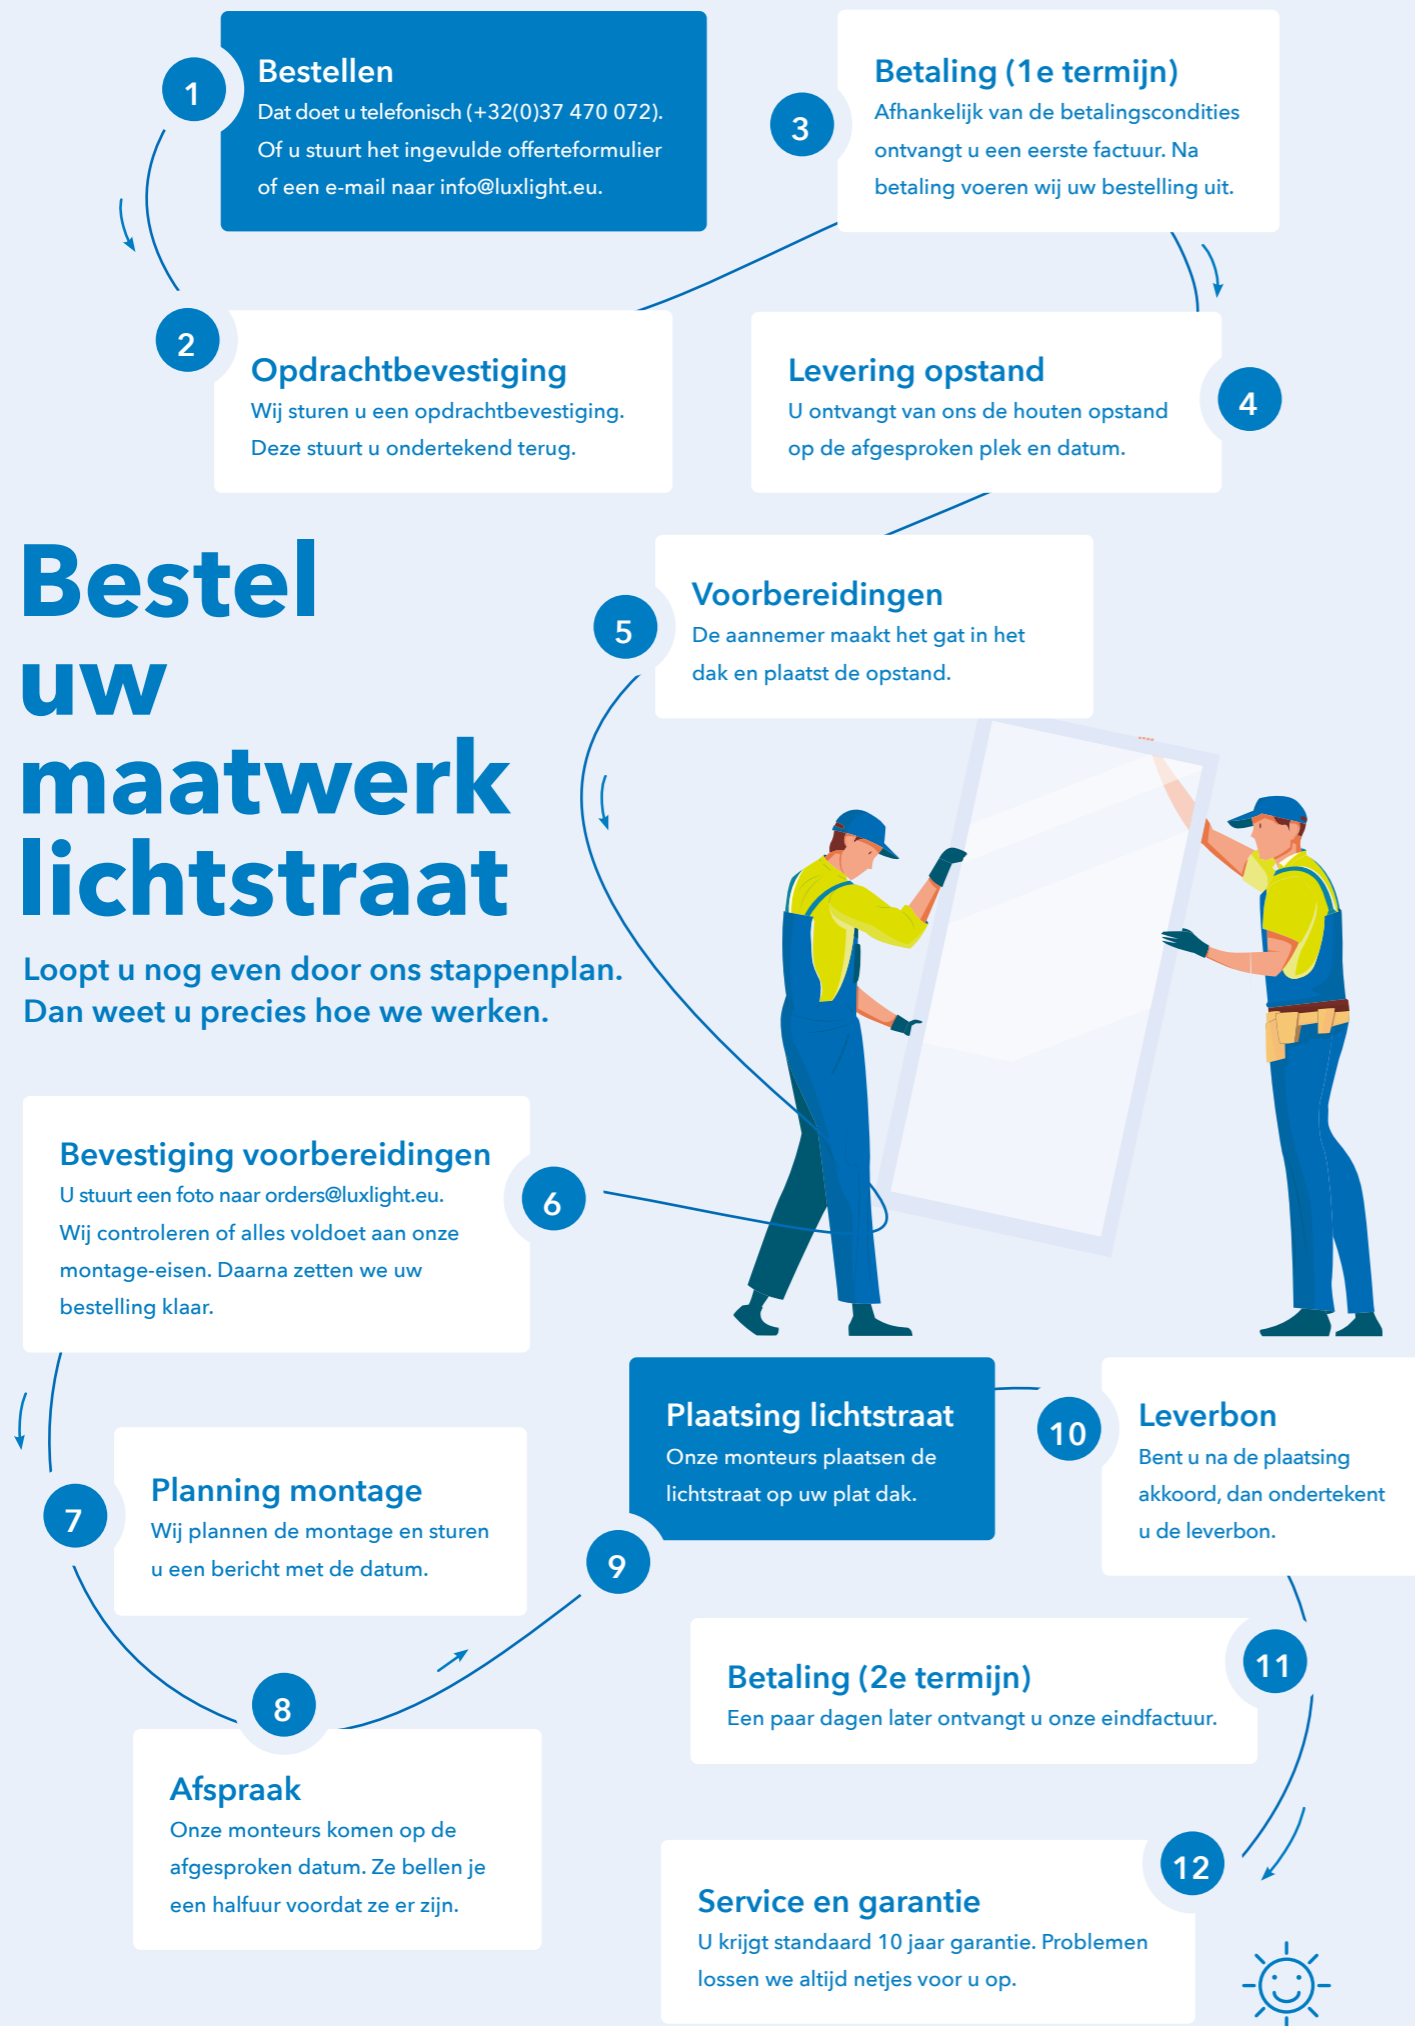 1
Bestellen
Dat doet u telefonisch (+32(0)37 470 072).
Of u stuurt het ingevulde offerteformulier
of een e-mail naar info@luxlight.eu.
2
Opdrachtbevestiging
Wij sturen u een opdrachtbevestiging.
Deze stuurt u ondertekend terug.
3
Betaling (1e termijn)
Afhankelijk van de betalingscondities
ontvangt u een eerste factuur. Na
betaling voeren wij uw bestelling uit.
4
Levering opstand
U ontvangt van ons de houten opstand
op de afgesproken plek en datum.
Bestel
uw
maatwerk
lichtstraat
Loopt u nog even door ons stappenplan.
Dan weet u precies hoe we werken.
5
Voorbereidingen
De aannemer maakt het gat in het
dak en plaatst de opstand.
6
Bevestiging voorbereidingen
U stuurt een foto naar orders@luxlight.eu.
Wij controleren of alles voldoet aan onze
montage-eisen. Daarna zetten we uw
bestelling klaar.
7
Planning montage
Wij plannen de montage en sturen
u een bericht met de datum.
8
Afspraak
Onze monteurs komen op de
afgesproken datum. Ze bellen je
een halfuur voordat ze er zijn.
9
Plaatsing lichtstraat
Onze monteurs plaatsen de
lichtstraat op uw plat dak.
10
Leverbon
Bent u na de plaatsing
akkoord, dan ondertekent
u de leverbon.
11
Betaling (2e termijn)
Een paar dagen later ontvangt u onze eindfactuur.
12
Service en garantie
U krijgt standaard 10 jaar garantie. Problemen
lossen we altijd netjes voor u op.